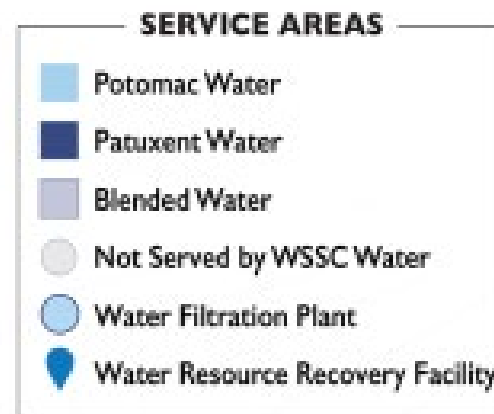 SERVICE AREAS
Potomac Water
Patuxent Water
Blended Water
Not Served by WSSC Water
Water Filtration Plant
Water Resource Recovery Facility